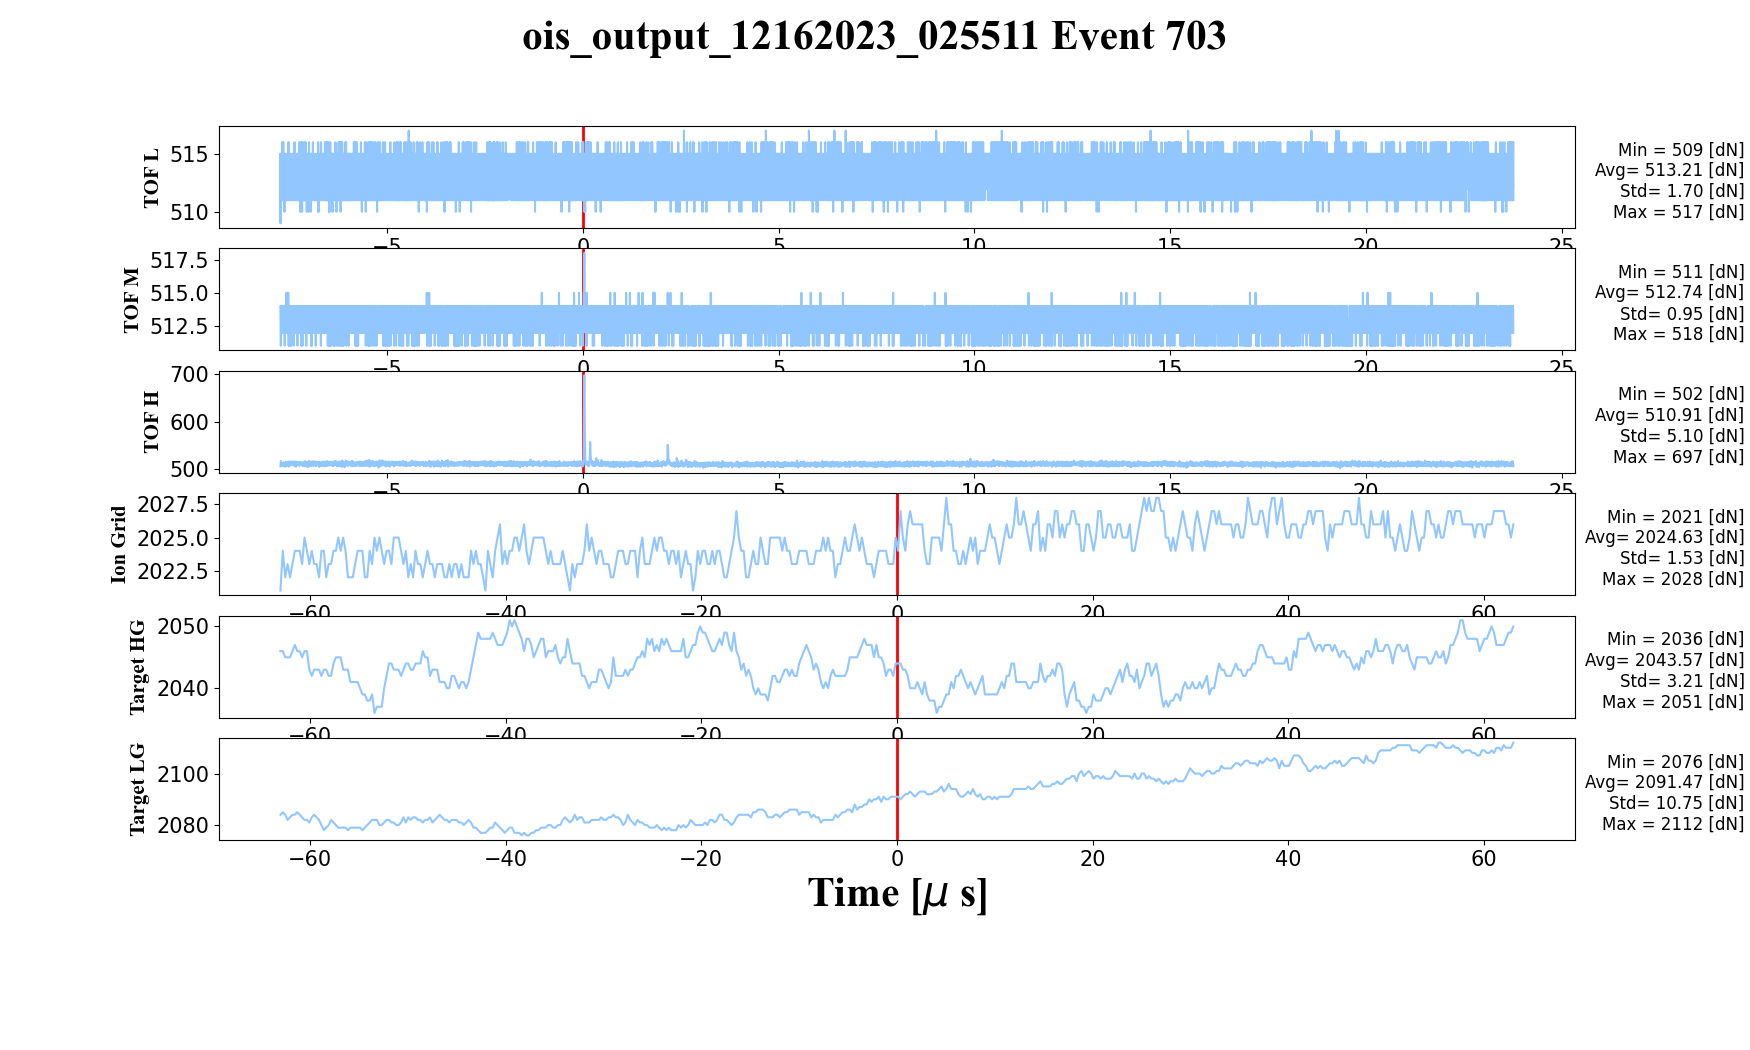 ois_output_12162023_025511 Event 703
TOF L
515
510
−5
0
5
10
15
20
25
Min = 509 [dN]
Avg= 513.21 [dN]
Std= 1.70 [dN]
Max = 517 [dN]
TOF M
517.5
515.0
512.5
−5
0
5
10
15
20
25
Min = 511 [dN]
Avg= 512.74 [dN]
Std= 0.95 [dN]
Max = 518 [dN]
TOF H
700
600
500
−5
0
5
10
15
20
25
Min = 502 [dN]
Avg= 510.91 [dN]
Std= 5.10 [dN]
Max = 697 [dN]
Ion Grid
2027.5
2025.0
2022.5
−60
−40
−20
0
20
40
60
Min = 2021 [dN]
Avg= 2024.63 [dN]
Std= 1.53 [dN]
Max = 2028 [dN]
Target HG
2050
2040
−60
−40
−20
0
20
40
60
Min = 2036 [dN]
Avg= 2043.57 [dN]
Std= 3.21 [dN]
Max = 2051 [dN]
Target LG
2100
2080
−60
−40
−20
0
20
40
60
Min = 2076 [dN]
Avg= 2091.47 [dN]
Std= 10.75 [dN]
Max = 2112 [dN]
Time [μ s]